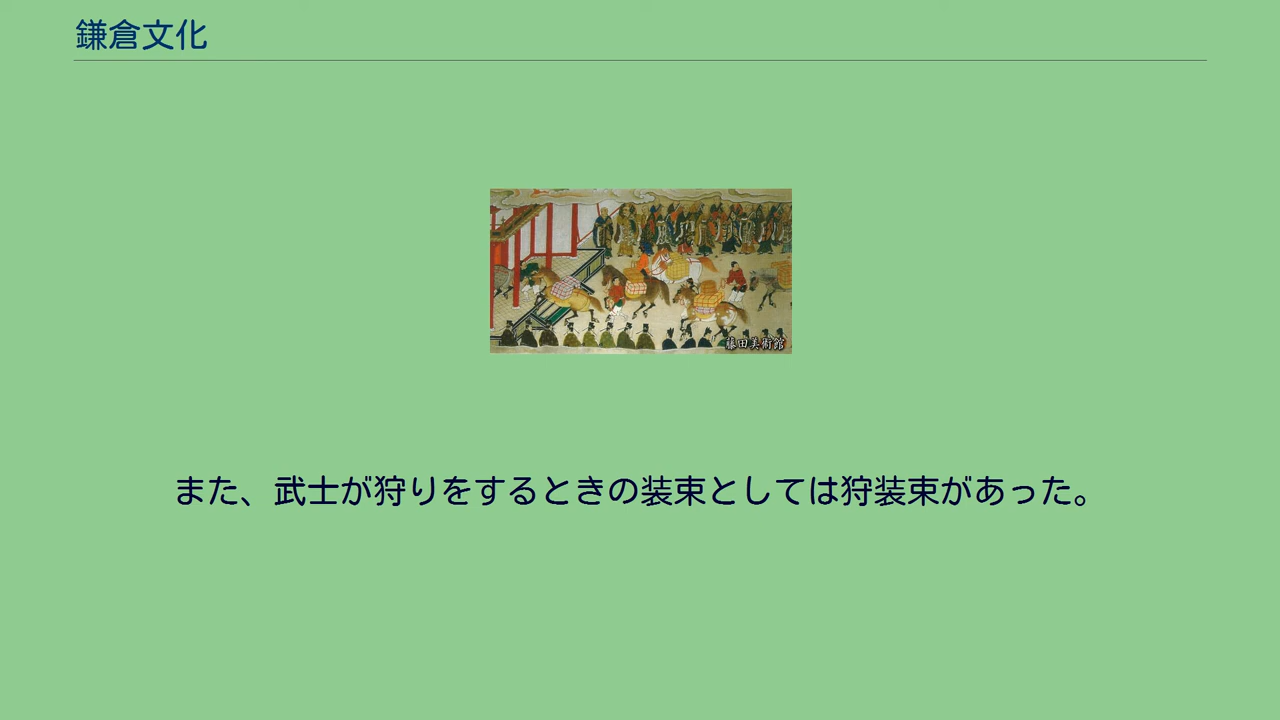 鎌倉文化
藤田美術館
また、武士が狩りをするときの装束としては狩装束があった。